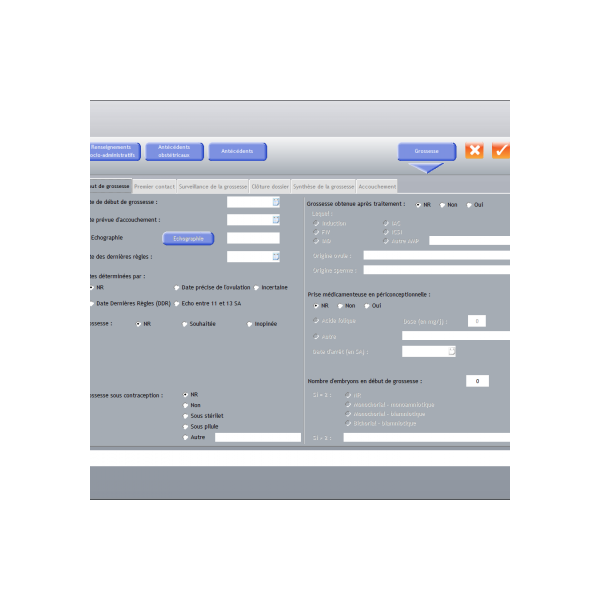 Renseignements
socio-administratifs
Antécédents
obstétricaux
Antécédents
Grossesse
but de grossesse
Premier contact
Surveillance de la grossesse
Clôture dossier
Synthèse de la grossesse
Accouchement
te de début de grossesse :
te prévue d'accouchement :
Echographie
Echographie
te des dernières règles :
tes déterminées par :
NR
Date précise de l'ovulation
Incertaine
Date Dernières Règles (DDR)
Echo entre 11 et 13 SA
ossesse :
NR
Souhaitée
Inopinée
ossesse sous contraception :
NR
Non
Sous stérilet
Sous pilule
Autre
Grossesse obtenue après traitement :
NR
Non
Oui
Lequel :
Induction
IAC
FIV
ICSI
IAD
Autre AMP
Origine ovule :
Origine sperme :
Prise médicamenteuse en périconceptionnelle :
NR
Non
Oui
Acide folique
Dose (en mg/j) :
0
Autre
Date d'arrêt (en SA) :
Nombre d'embryons en début de grossesse :
0
Si = 2 :
NR
Monochorial - monoamniotique
Monochorial - biamniotique
Bichorial - biamniotique